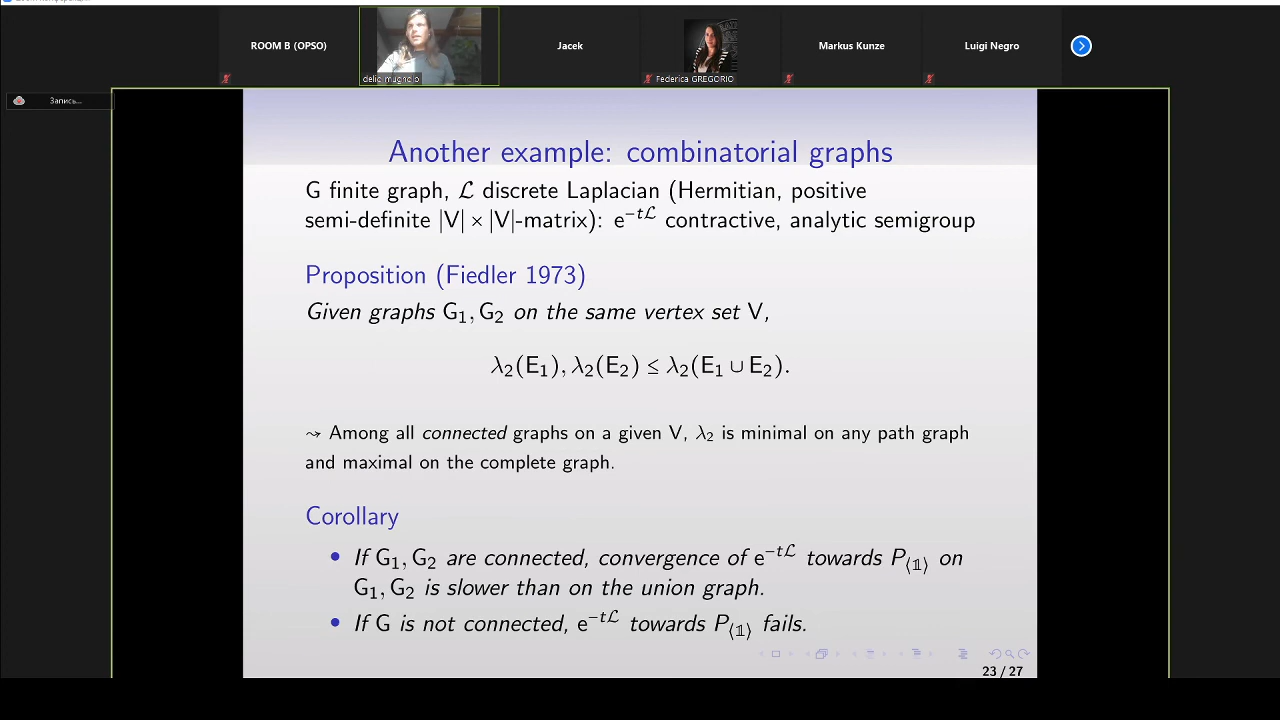 ROOM B (OPSO)
delio mugnolo
Jacek
Federica GREGORIO
Markus Kunze
Luigi Negro
Запись...
Another example: combinatorial graphs
G finite graph, ℒ discrete Laplacian (Hermitian, positive
semi-definite |V| × |V|-matrix): e^{-tℒ} contractive, analytic semigroup
Proposition (Fiedler 1973)
Given graphs G₁, G₂ on the same vertex set V,
λ₂(E₁), λ₂(E₂) ≤ λ₂(E₁ ∪ E₂).
⇝ Among all connected graphs on a given V, λ₂ is minimal on any path graph
and maximal on the complete graph.
Corollary
• If G₁, G₂ are connected, convergence of e^{-tℒ} towards P_{⟨𝟙⟩} on
G₁, G₂ is slower than on the union graph.
• If G is not connected, e^{-tℒ} towards P_{⟨𝟙⟩} fails.
23 / 27